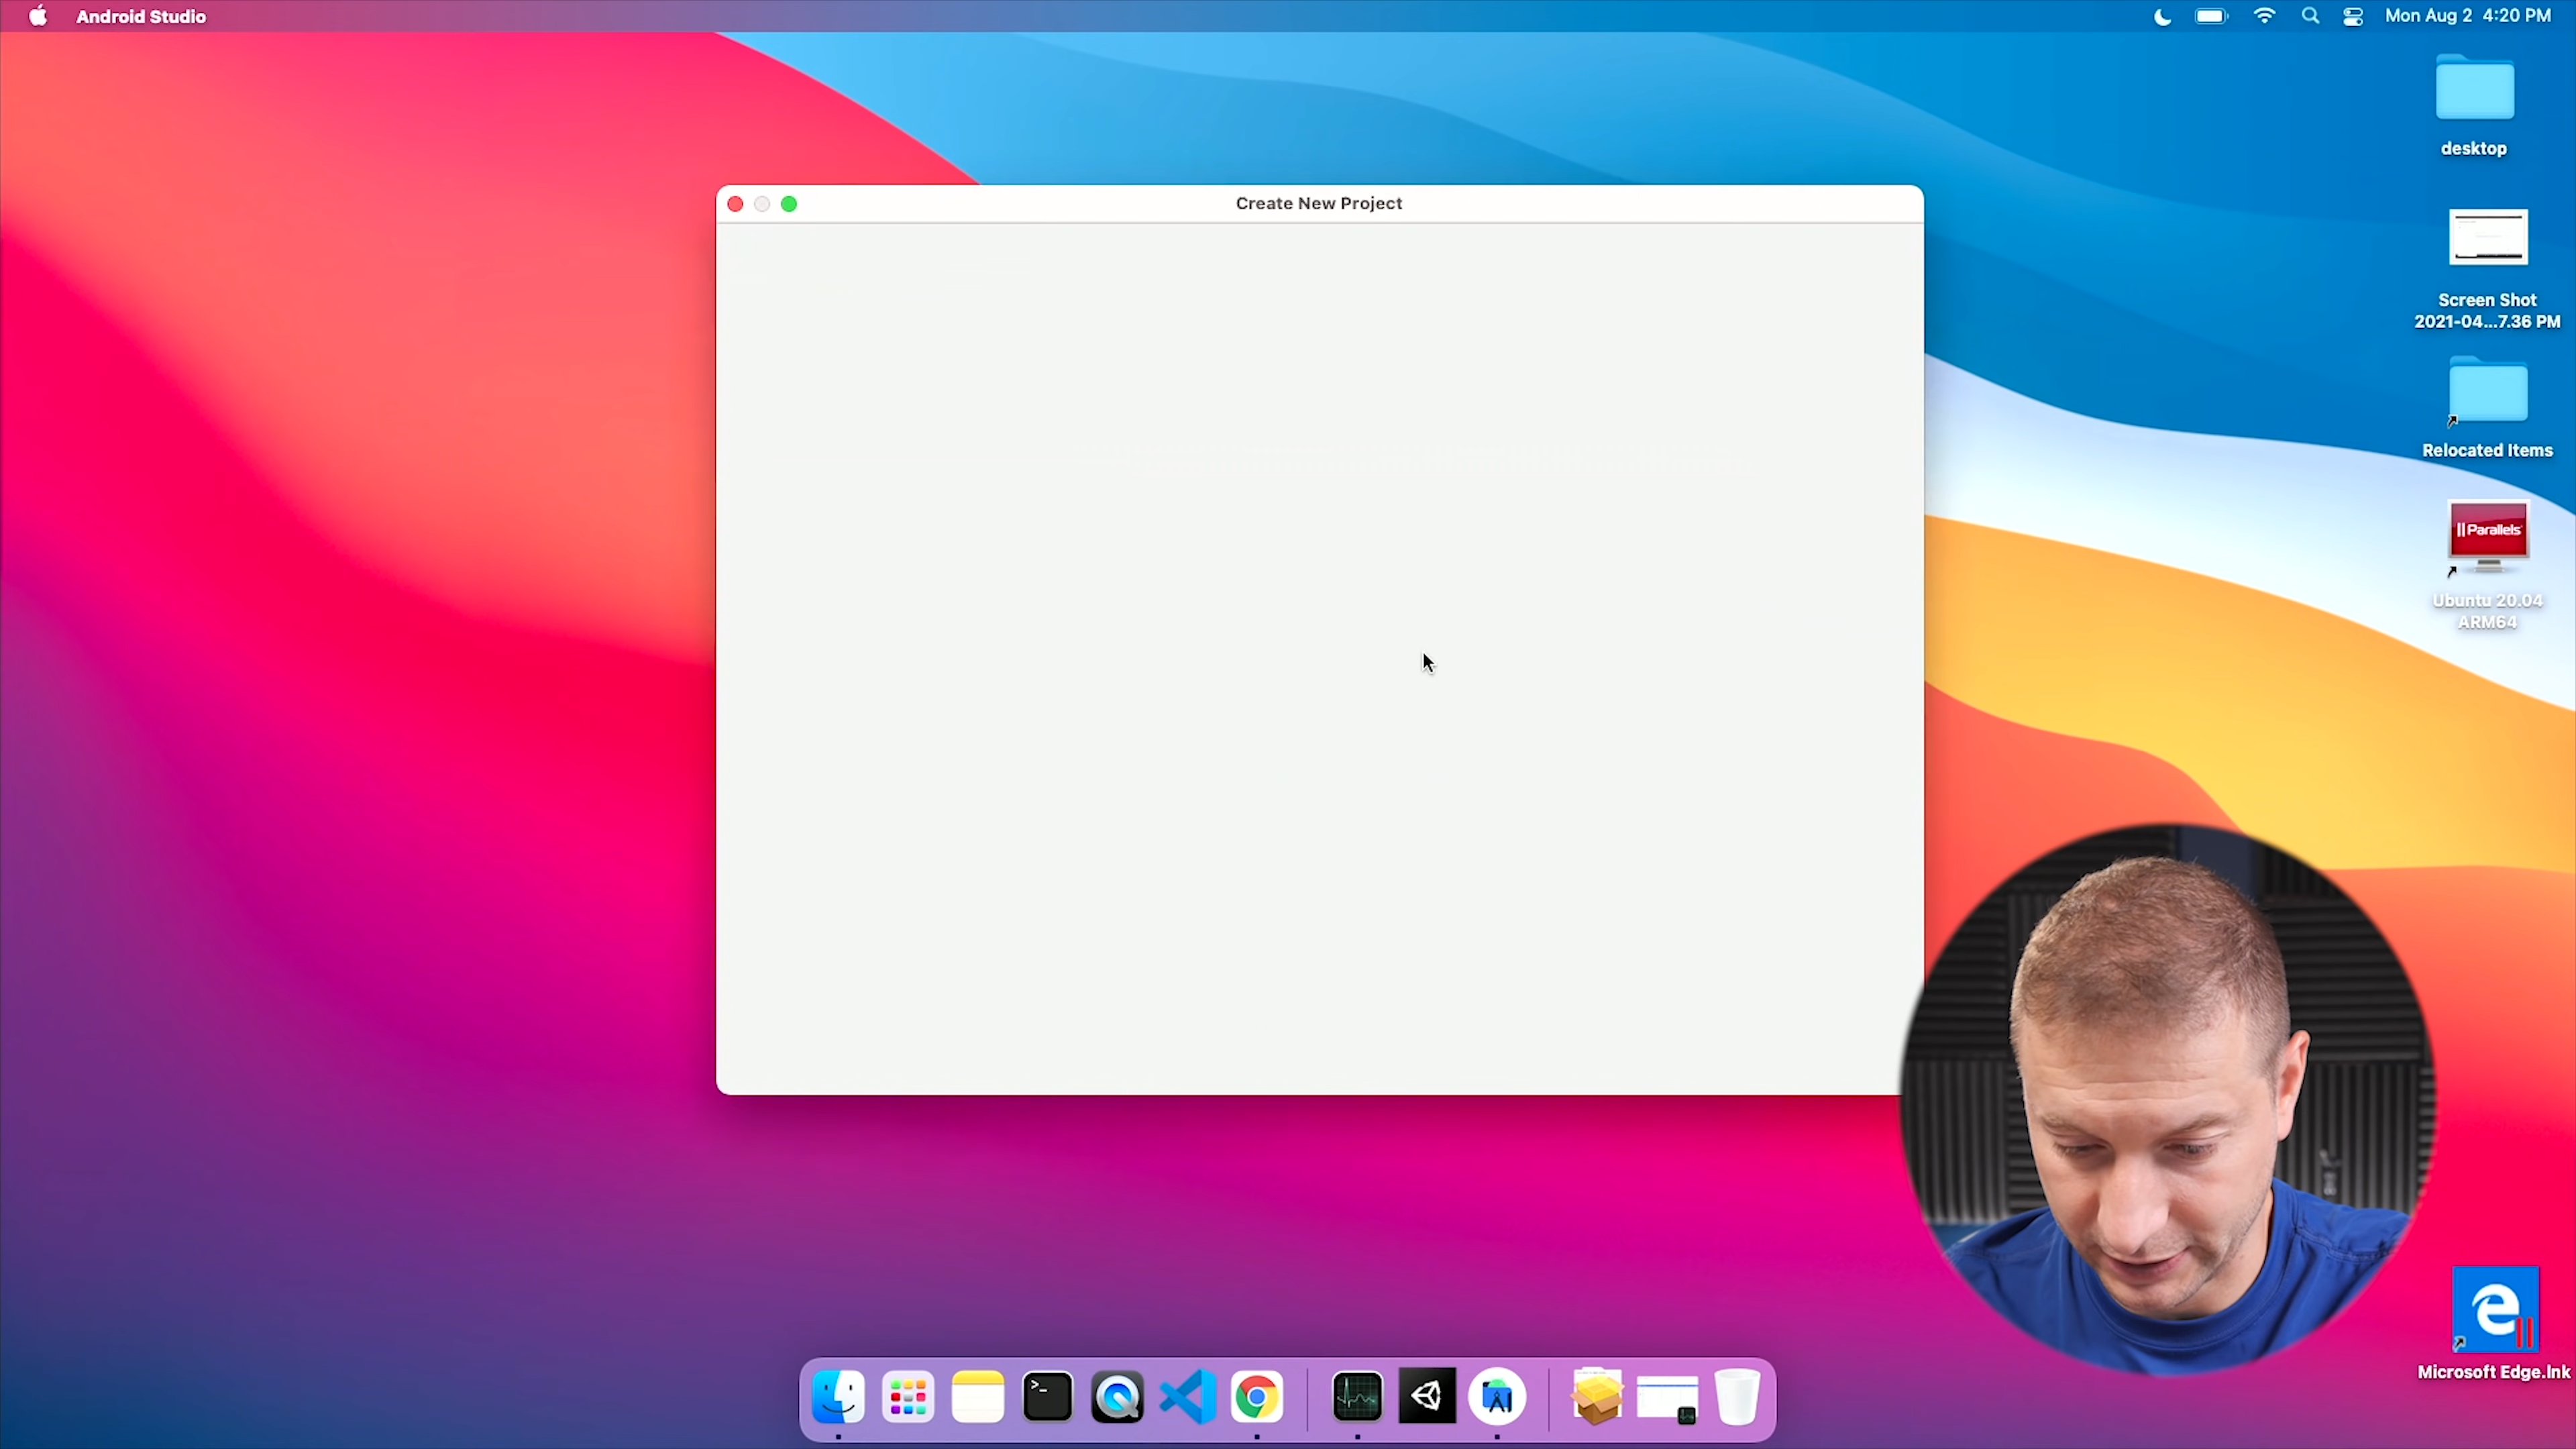 Android Studio
Mon Aug 2 4:20 PM
desktop
Create New Project
Screen Shot
2021-04...7.36 PM
Relocated Items
Parallels
Ubuntu 20.04
ARM64
Microsoft Edge.lnk
>_